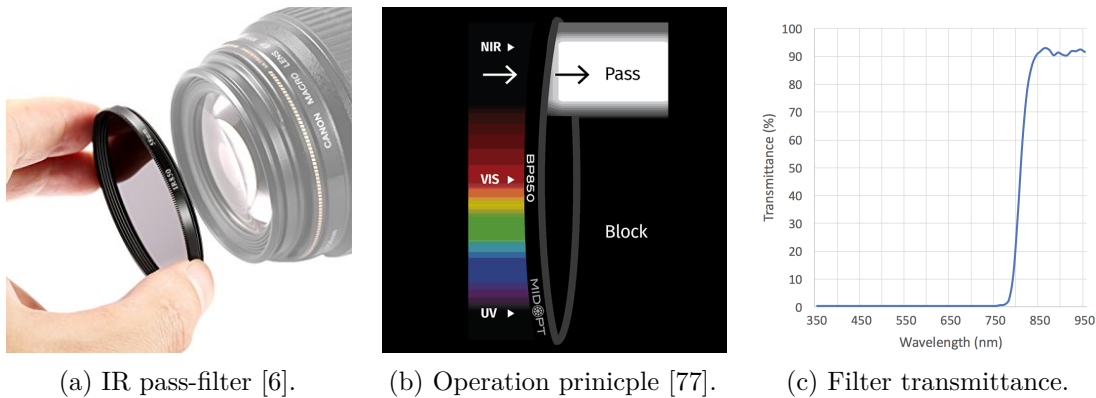 CANON MACRO LENS EF
IR850
NIR
Pass
VIS
BP850
Block
MIDOPT
UV
Transmittance (%)
100
90
80
70
60
50
40
30
20
10
0
350 450 550 650 750 850 950
Wavelength (nm)
(a) IR pass-filter [6].
(b) Operation prinicple [77].
(c) Filter transmittance.